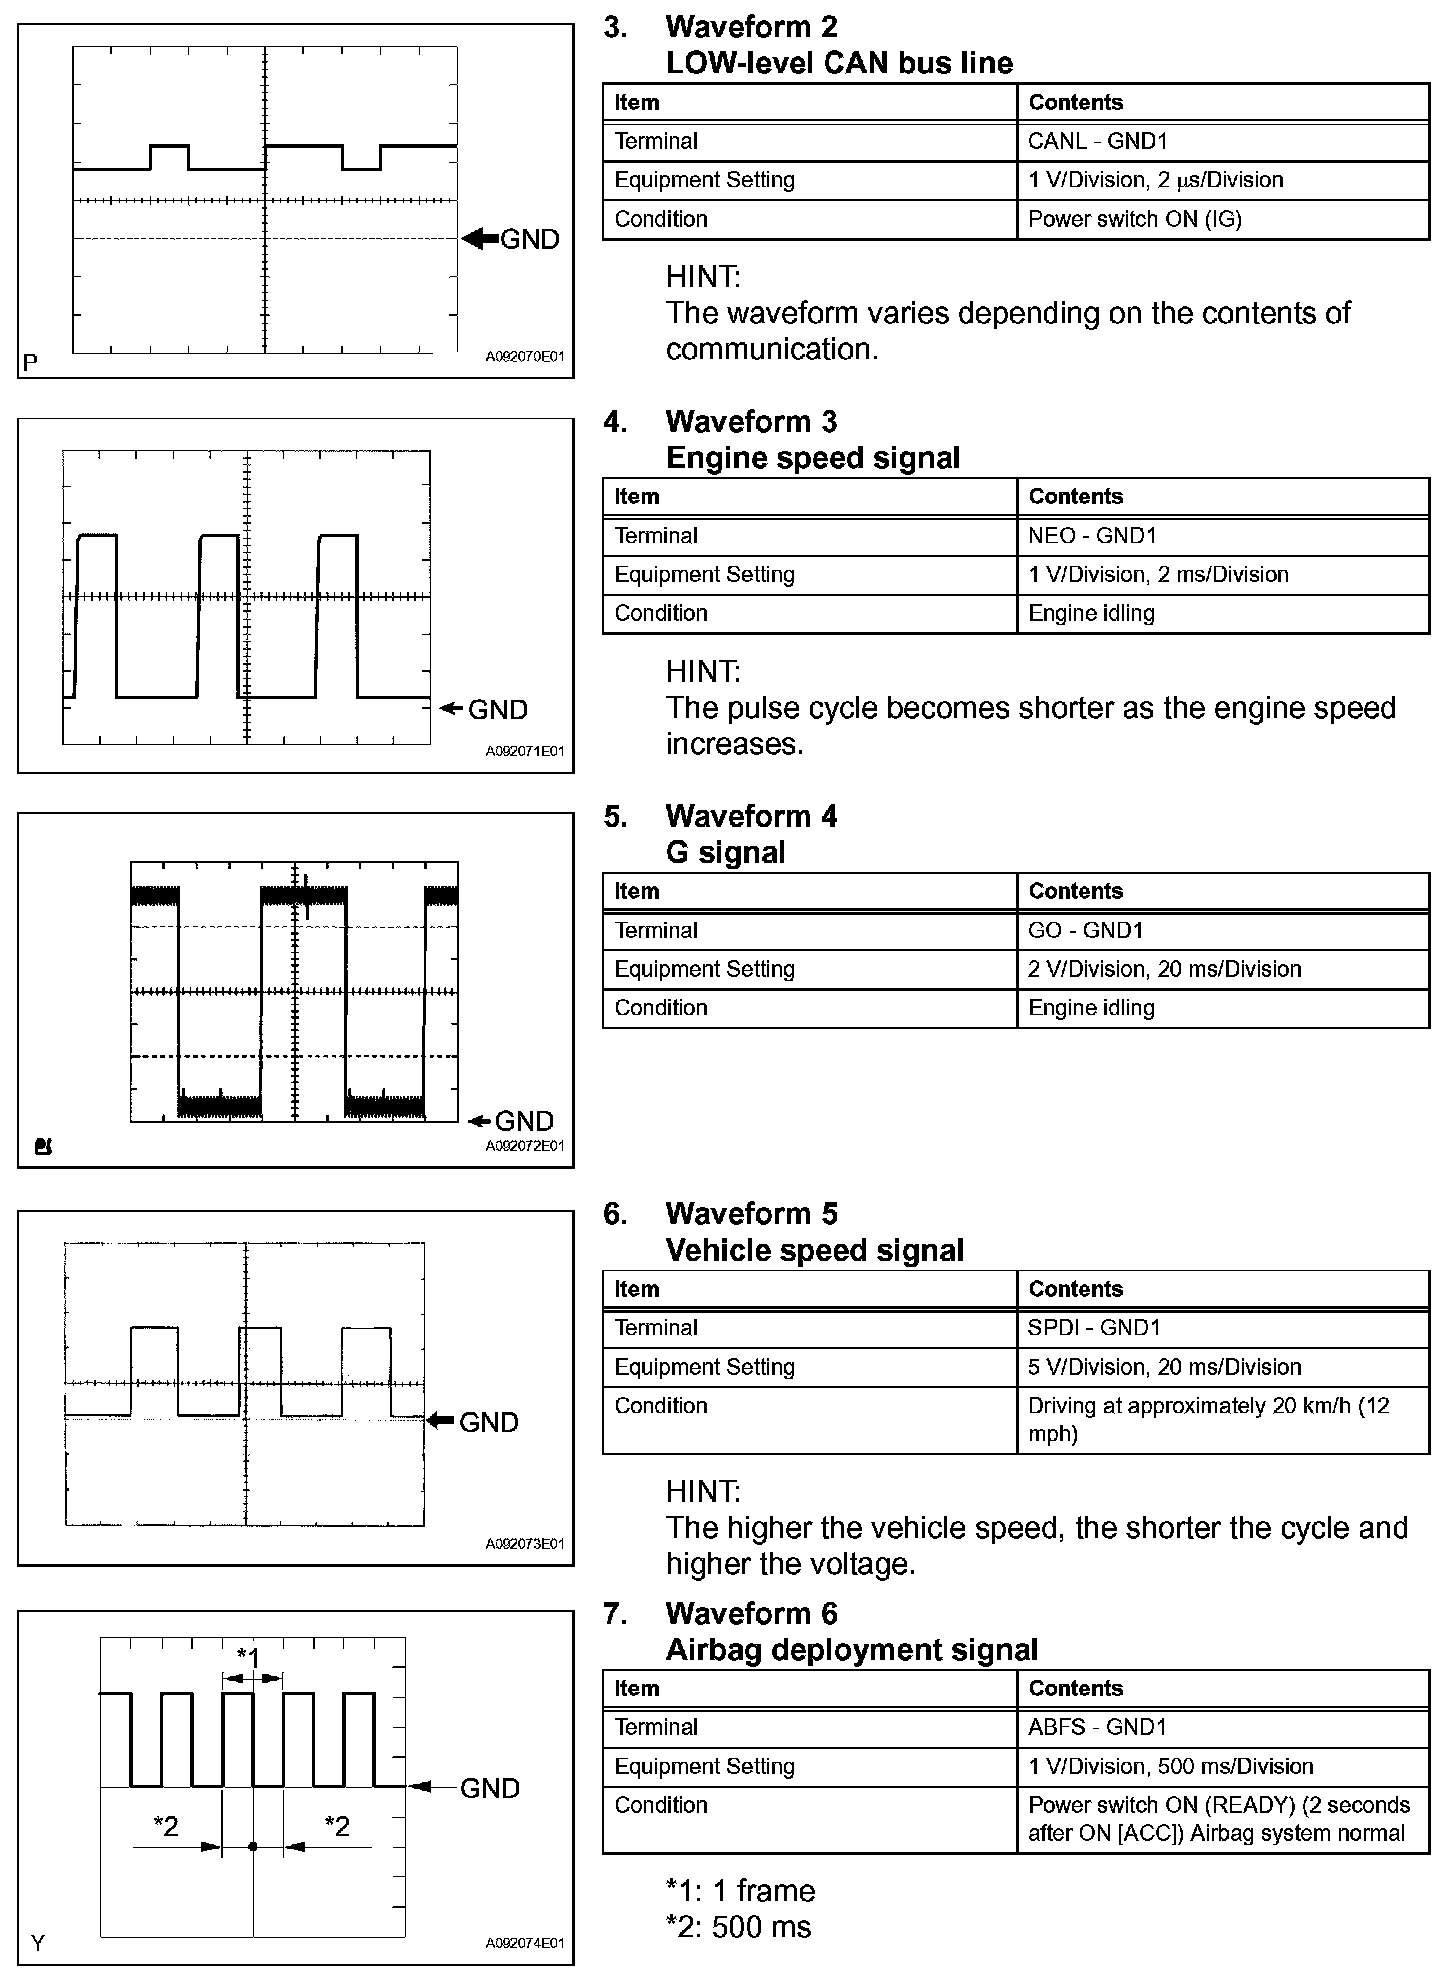 3. Waveform 2
LOW-level CAN bus line
Item Contents
Terminal CANL - GND1
Equipment Setting 1 V/Division, 2 μs/Division
Condition Power switch ON (IG)
GND
P
A092070E01
HINT:
The waveform varies depending on the contents of
communication.
4. Waveform 3
Engine speed signal
Item Contents
Terminal NEO - GND1
Equipment Setting 1 V/Division, 2 ms/Division
Condition Engine idling
GND
A092071E01
HINT:
The pulse cycle becomes shorter as the engine speed
increases.
5. Waveform 4
G signal
Item Contents
Terminal GO - GND1
Equipment Setting 2 V/Division, 20 ms/Division
Condition Engine idling
GND
A092072E01
6. Waveform 5
Vehicle speed signal
Item Contents
Terminal SPDI - GND1
Equipment Setting 5 V/Division, 20 ms/Division
Condition Driving at approximately 20 km/h (12
mph)
GND
A092073E01
HINT:
The higher the vehicle speed, the shorter the cycle and
higher the voltage.
7. Waveform 6
Airbag deployment signal
Item Contents
Terminal ABFS - GND1
Equipment Setting 1 V/Division, 500 ms/Division
Condition Power switch ON (READY) (2 seconds
after ON [ACC]) Airbag system normal
*1
GND
*2 *2
Y
A092074E01
*1: 1 frame
*2: 500 ms